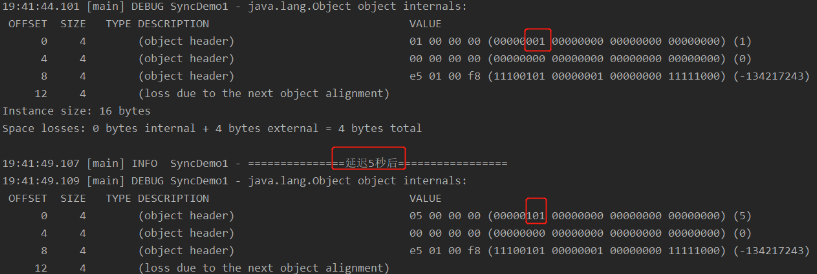 19:41:44.101 [main] DEBUG SyncDemo1 - java.lang.Object object internals:
OFFSET SIZE TYPE DESCRIPTION VALUE
0 4 (object header) 01 00 00 00 (00000001 00000000 00000000 00000000) (1)
4 4 (object header) 00 00 00 00 (00000000 00000000 00000000 00000000) (0)
8 4 (object header) e5 01 00 f8 (11100101 00000001 00000000 11111000) (-134217243)
12 4 (loss due to the next object alignment)
Instance size: 16 bytes
Space losses: 0 bytes internal + 4 bytes external = 4 bytes total
19:41:49.107 [main] INFO SyncDemo1 - ===============延迟5秒后=================
19:41:49.109 [main] DEBUG SyncDemo1 - java.lang.Object object internals:
OFFSET SIZE TYPE DESCRIPTION VALUE
0 4 (object header) 05 00 00 00 (00000101 00000000 00000000 00000000) (5)
4 4 (object header) 00 00 00 00 (00000000 00000000 00000000 00000000) (0)
8 4 (object header) e5 01 00 f8 (11100101 00000001 00000000 11111000) (-134217243)
12 4 (loss due to the next object alignment)